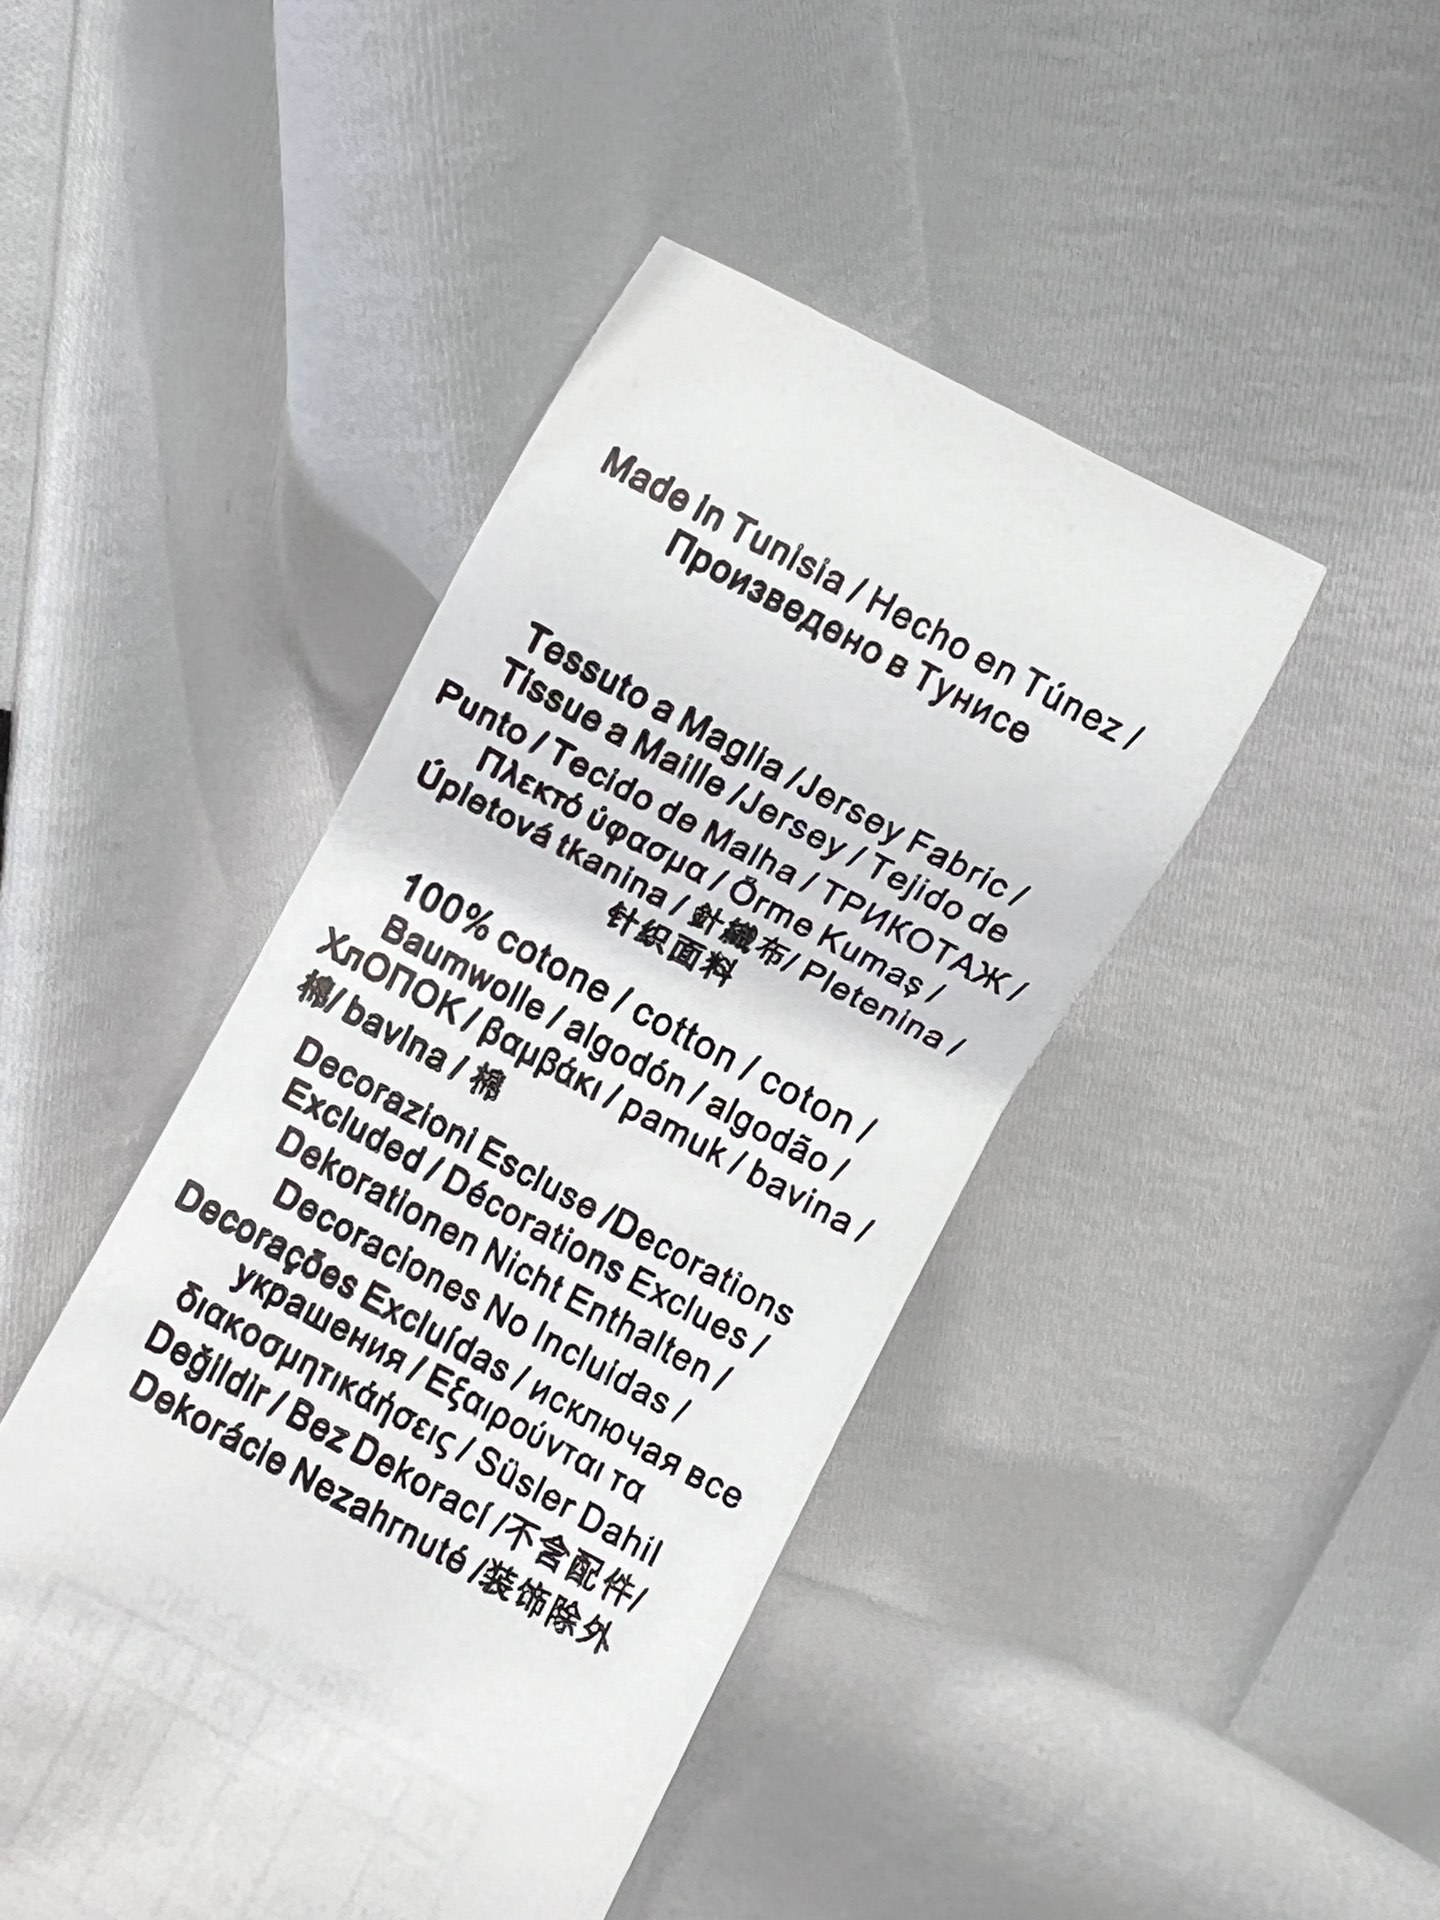 Made in Tunisia / Hecho en Túnez /
Произведено в Тунисе
Tessuto a Maglia /Jersey Fabric /
Tissue a Maille /Jersey / Tejido de
Punto / Tecido de Malha / ТРИКОТАЖ /
Πλεκτό ύφασμα / Örme Kumaş /
Úpletová tkanina / 針織布/ Pletenina /
针织面料
100% cotone / cotton / coton /
Baumwolle / algodón / algodão /
ХлОПОК / βαμβάκι / pamuk / bavina /
棉/ bavlna / 棉
Decorazioni Escluse /Decorations
Excluded / Décorations Exclues /
Dekorationen Nicht Enthalten /
Decoraciones No Incluidas /
Decorações Excluídas / исключая все
украшения / Εξαιρούνται τα
διακοσμητικάήσεις / Süsler Dahil
Değildir / Bez Dekorací /不含配件/
Dekorácie Nezahrnuté /装饰除外